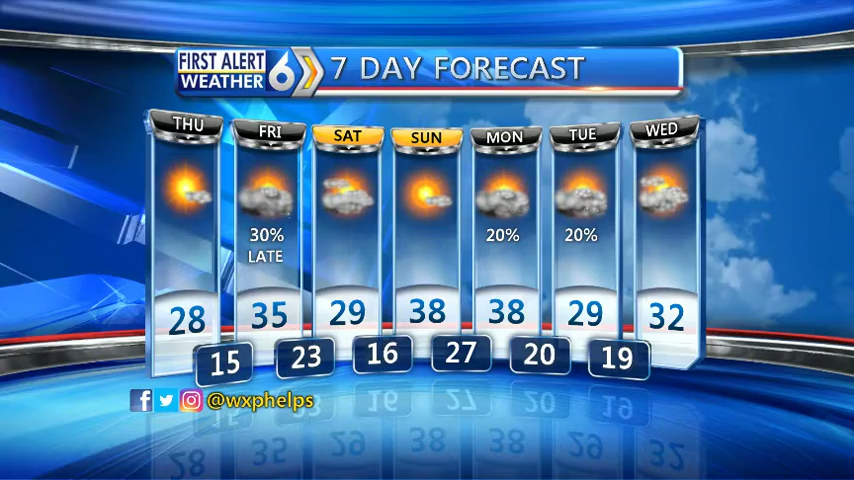 FIRST ALERT
WEATHER 6
7 DAY FORECAST
THU FRI SAT SUN MON TUE WED
30% 20% 20%
LATE
28 35 29 38 38 29 32
15 23 16 27 20 19
@wxphelps